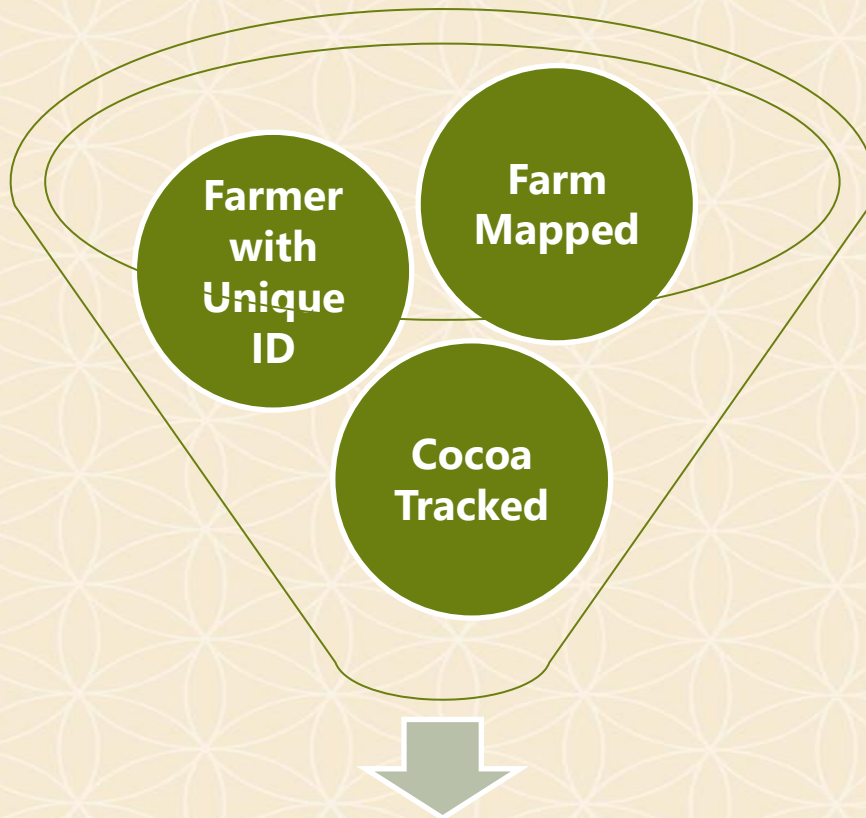 Farmer
with
Unique
ID
Farm
Mapped
Cocoa
Tracked